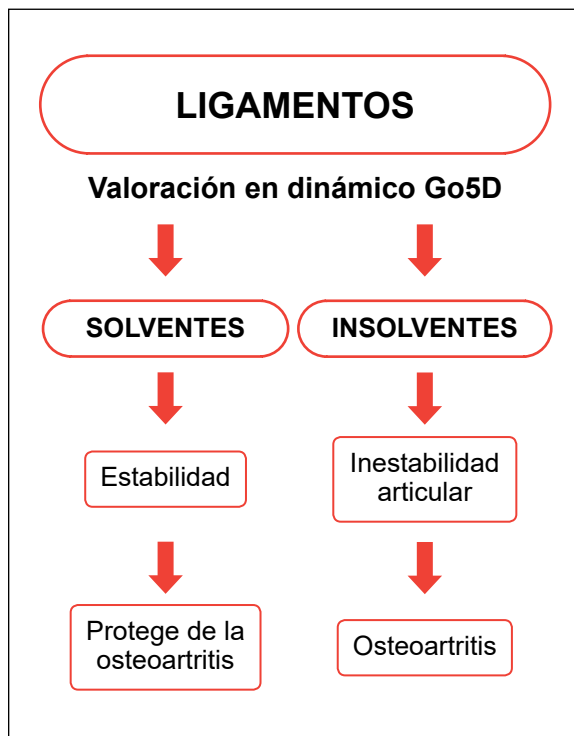 LIGAMENTOS
Valoración en dinámico Go5D
SOLVENTES
INSOLVENTES
Estabilidad
Inestabilidad
articular
Protege de la
osteoartritis
Osteoartritis